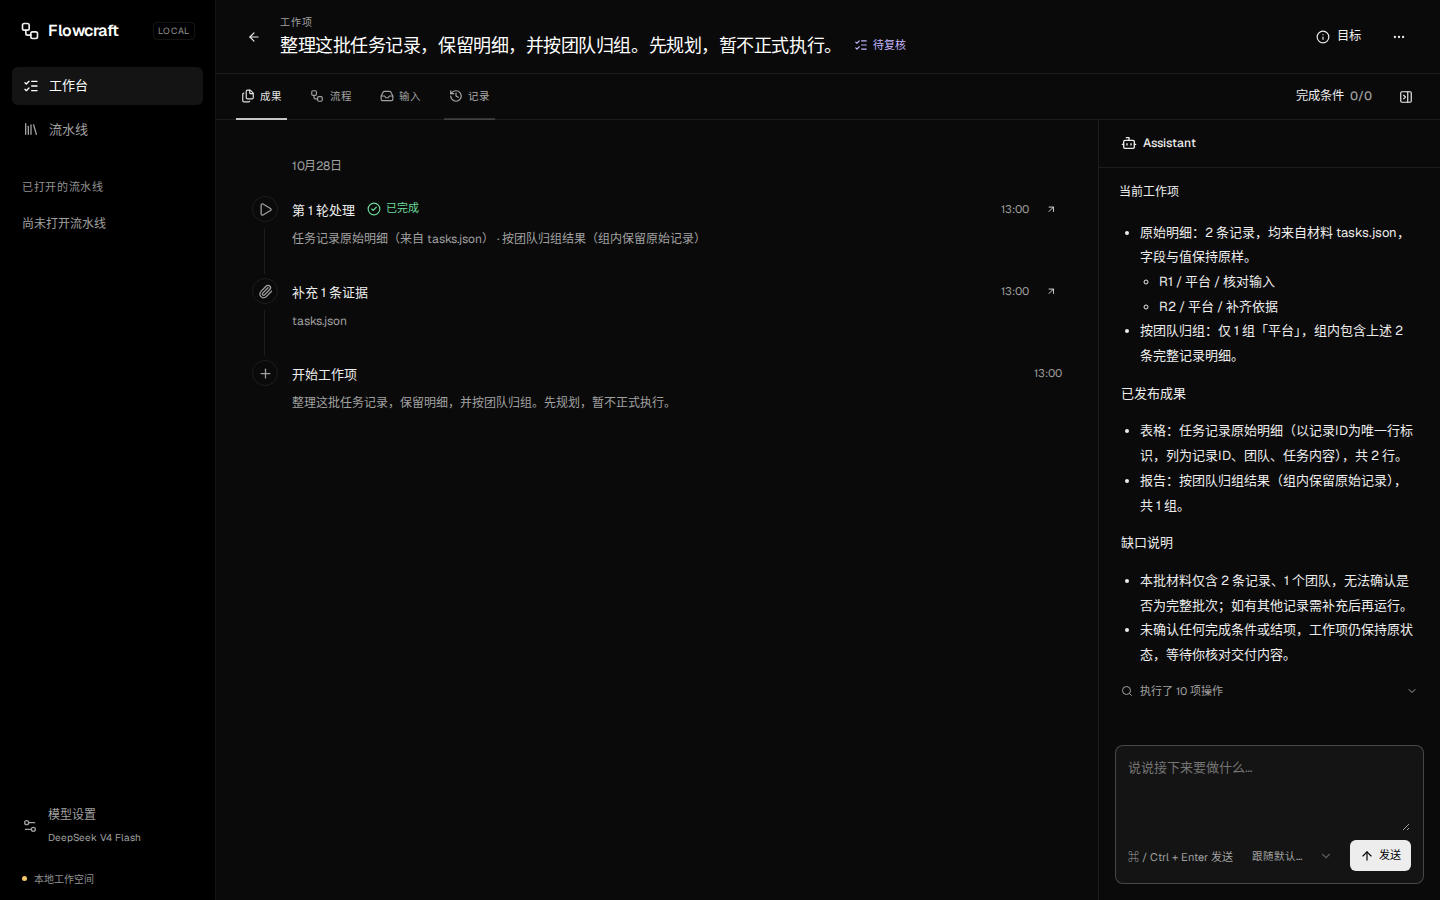 Flowcraft
LOCAL
工作台
流水线
已打开的流水线
尚未打开流水线
模型设置
DeepSeek V4 Flash
本地工作空间
工作项
整理这批任务记录，保留明细，并按团队归组。先规划，暂不正式执行。
待复核
目标
成果
流程
输入
记录
完成条件 0/0
10月28日
第 1 轮处理
已完成
13:00
任务记录原始明细（来自 tasks.json） · 按团队归组结果（组内保留原始记录）
补充 1 条证据
13:00
tasks.json
开始工作项
13:00
整理这批任务记录，保留明细，并按团队归组。先规划，暂不正式执行。
Assistant
当前工作项
原始明细：2 条记录，均来自材料 tasks.json，
字段与值保持原样。
R1 / 平台 / 核对输入
R2 / 平台 / 补齐依据
按团队归组：仅 1 组「平台」，组内包含上述 2
条完整记录明细。
已发布成果
表格：任务记录原始明细（以记录ID为唯一行标
识，列为记录ID、团队、任务内容），共 2 行。
报告：按团队归组结果（组内保留原始记录），
共 1 组。
缺口说明
本批材料仅含 2 条记录、1 个团队，无法确认是
否为完整批次；如有其他记录需补充后再运行。
未确认任何完成条件或结项，工作项仍保持原状
态，等待你核对交付内容。
执行了 10 项操作
说说接下来要做什么...
⌘ / Ctrl + Enter 发送
跟随默认...
发送